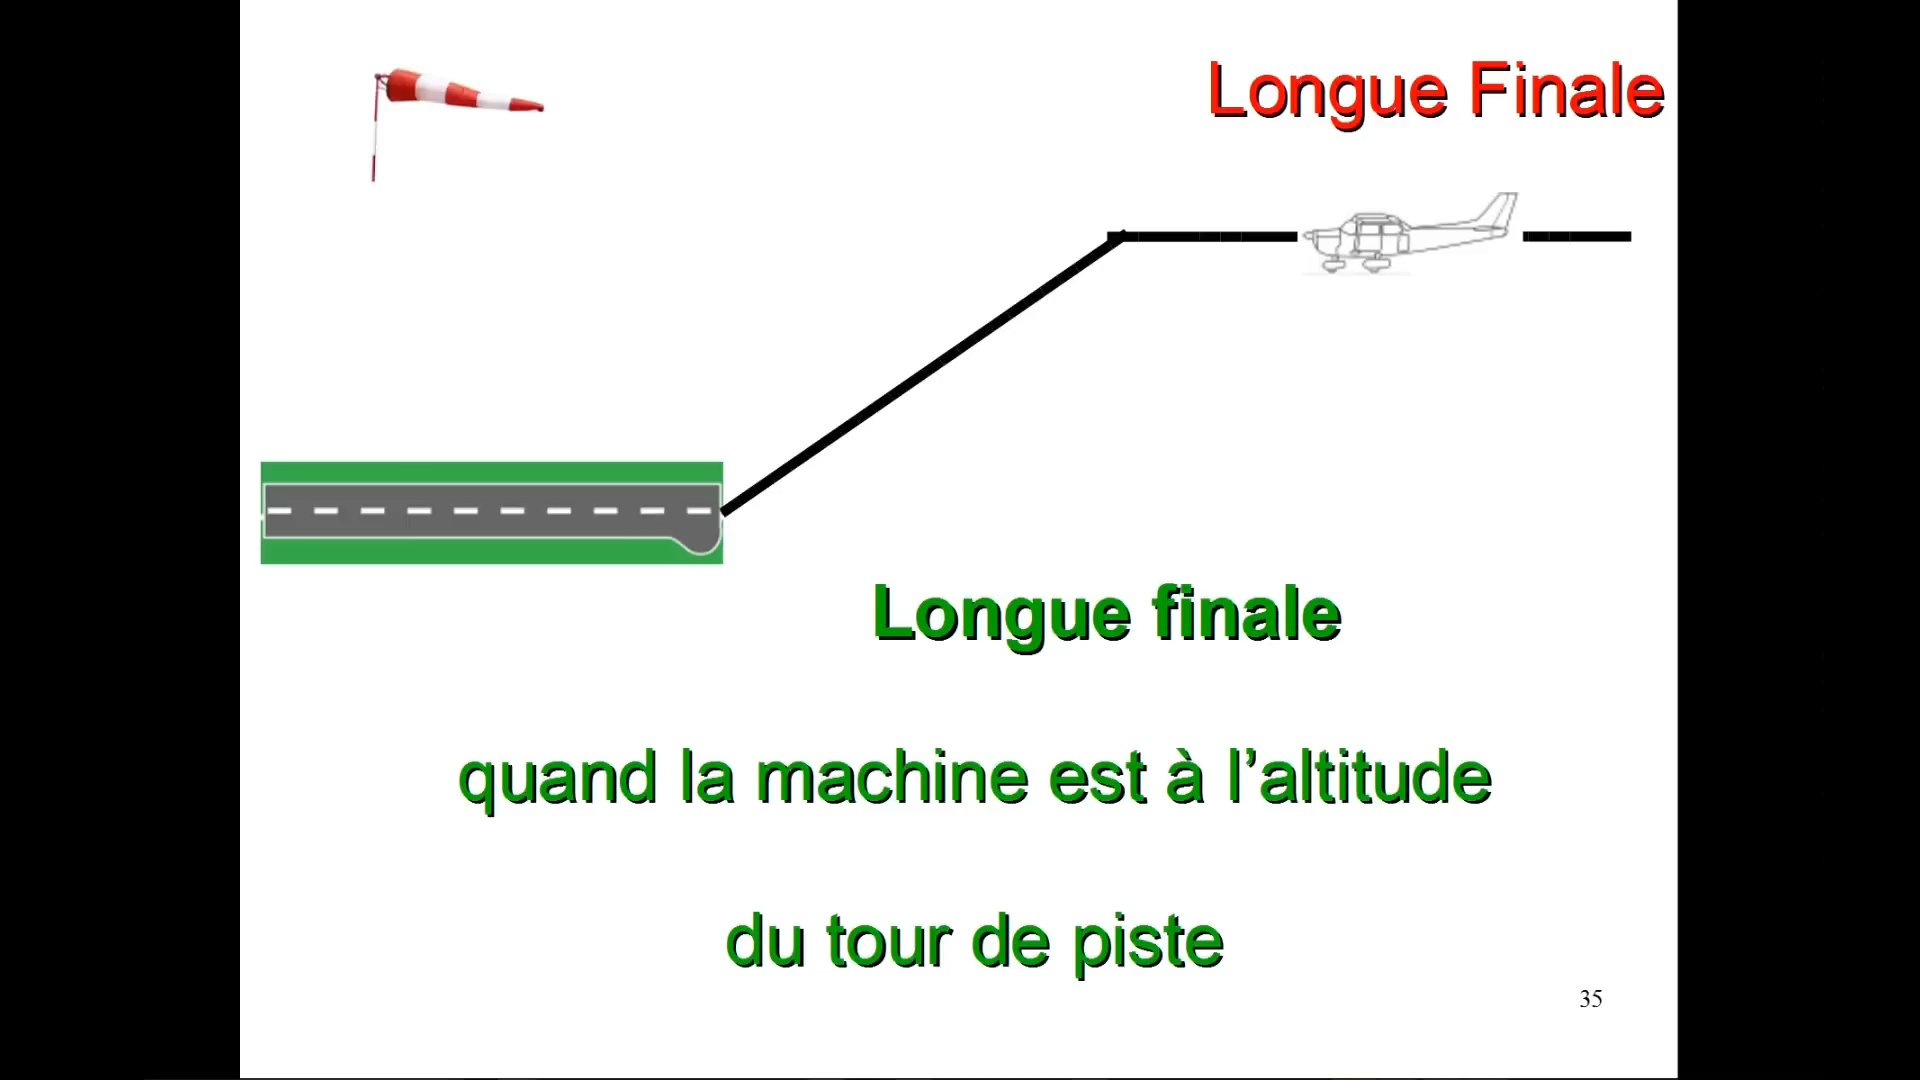 Longue Finale
Longue finale
quand la machine est à l’altitude
du tour de piste
35